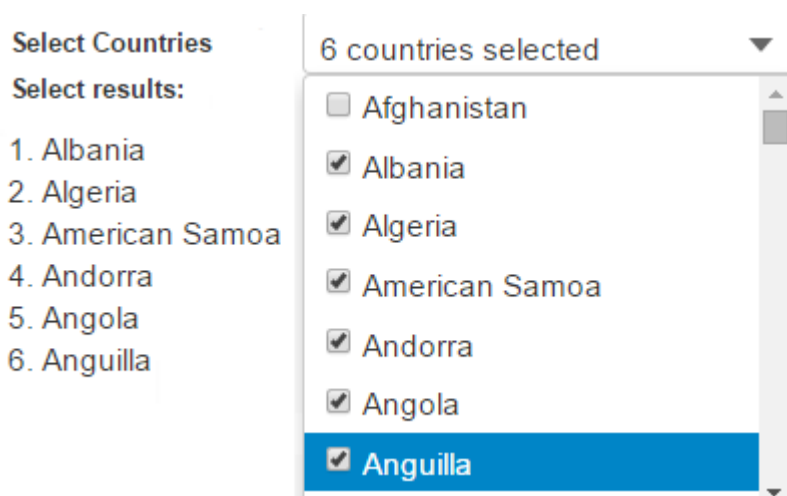 Select Countries
6 countries selected
Select results:
1. Albania
2. Algeria
3. American Samoa
4. Andorra
5. Angola
6. Anguilla
Afghanistan
Albania
Algeria
American Samoa
Andorra
Angola
Anguilla